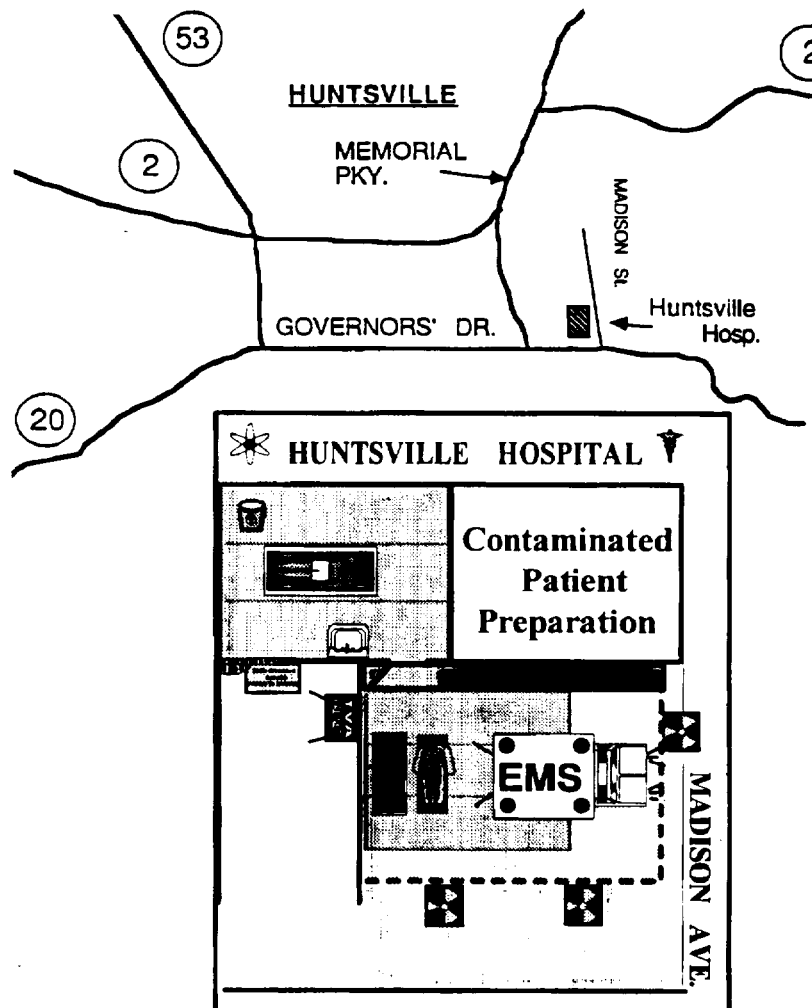 53
HUNTSVILLE
2
MEMORIAL
PKY.
MADISON St.
GOVERNORS' DR.
Huntsville
Hosp.
20
HUNTSVILLE HOSPITAL
Contaminated
Patient
Preparation
EMS
MADISON AVE.